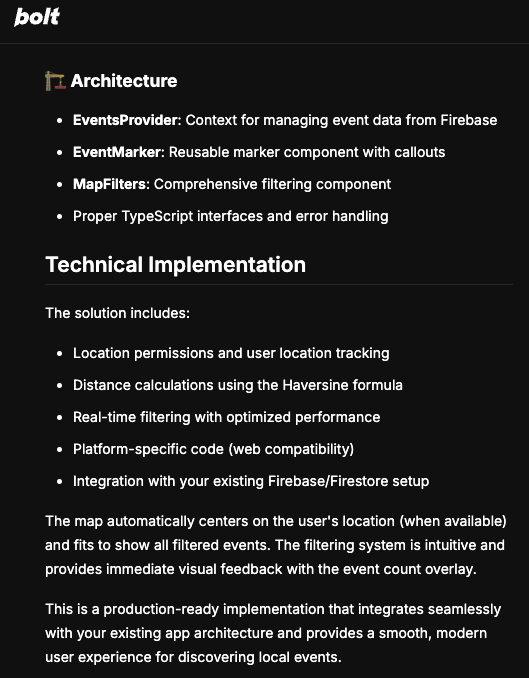 bolt
Architecture
EventsProvider: Context for managing event data from Firebase
EventMarker: Reusable marker component with callouts
MapFilters: Comprehensive filtering component
Proper TypeScript interfaces and error handling
Technical Implementation
The solution includes:
Location permissions and user location tracking
Distance calculations using the Haversine formula
Real-time filtering with optimized performance
Platform-specific code (web compatibility)
Integration with your existing Firebase/Firestore setup
The map automatically centers on the user's location (when available)
and fits to show all filtered events. The filtering system is intuitive and
provides immediate visual feedback with the event count overlay.
This is a production-ready implementation that integrates seamlessly
with your existing app architecture and provides a smooth, modern
user experience for discovering local events.